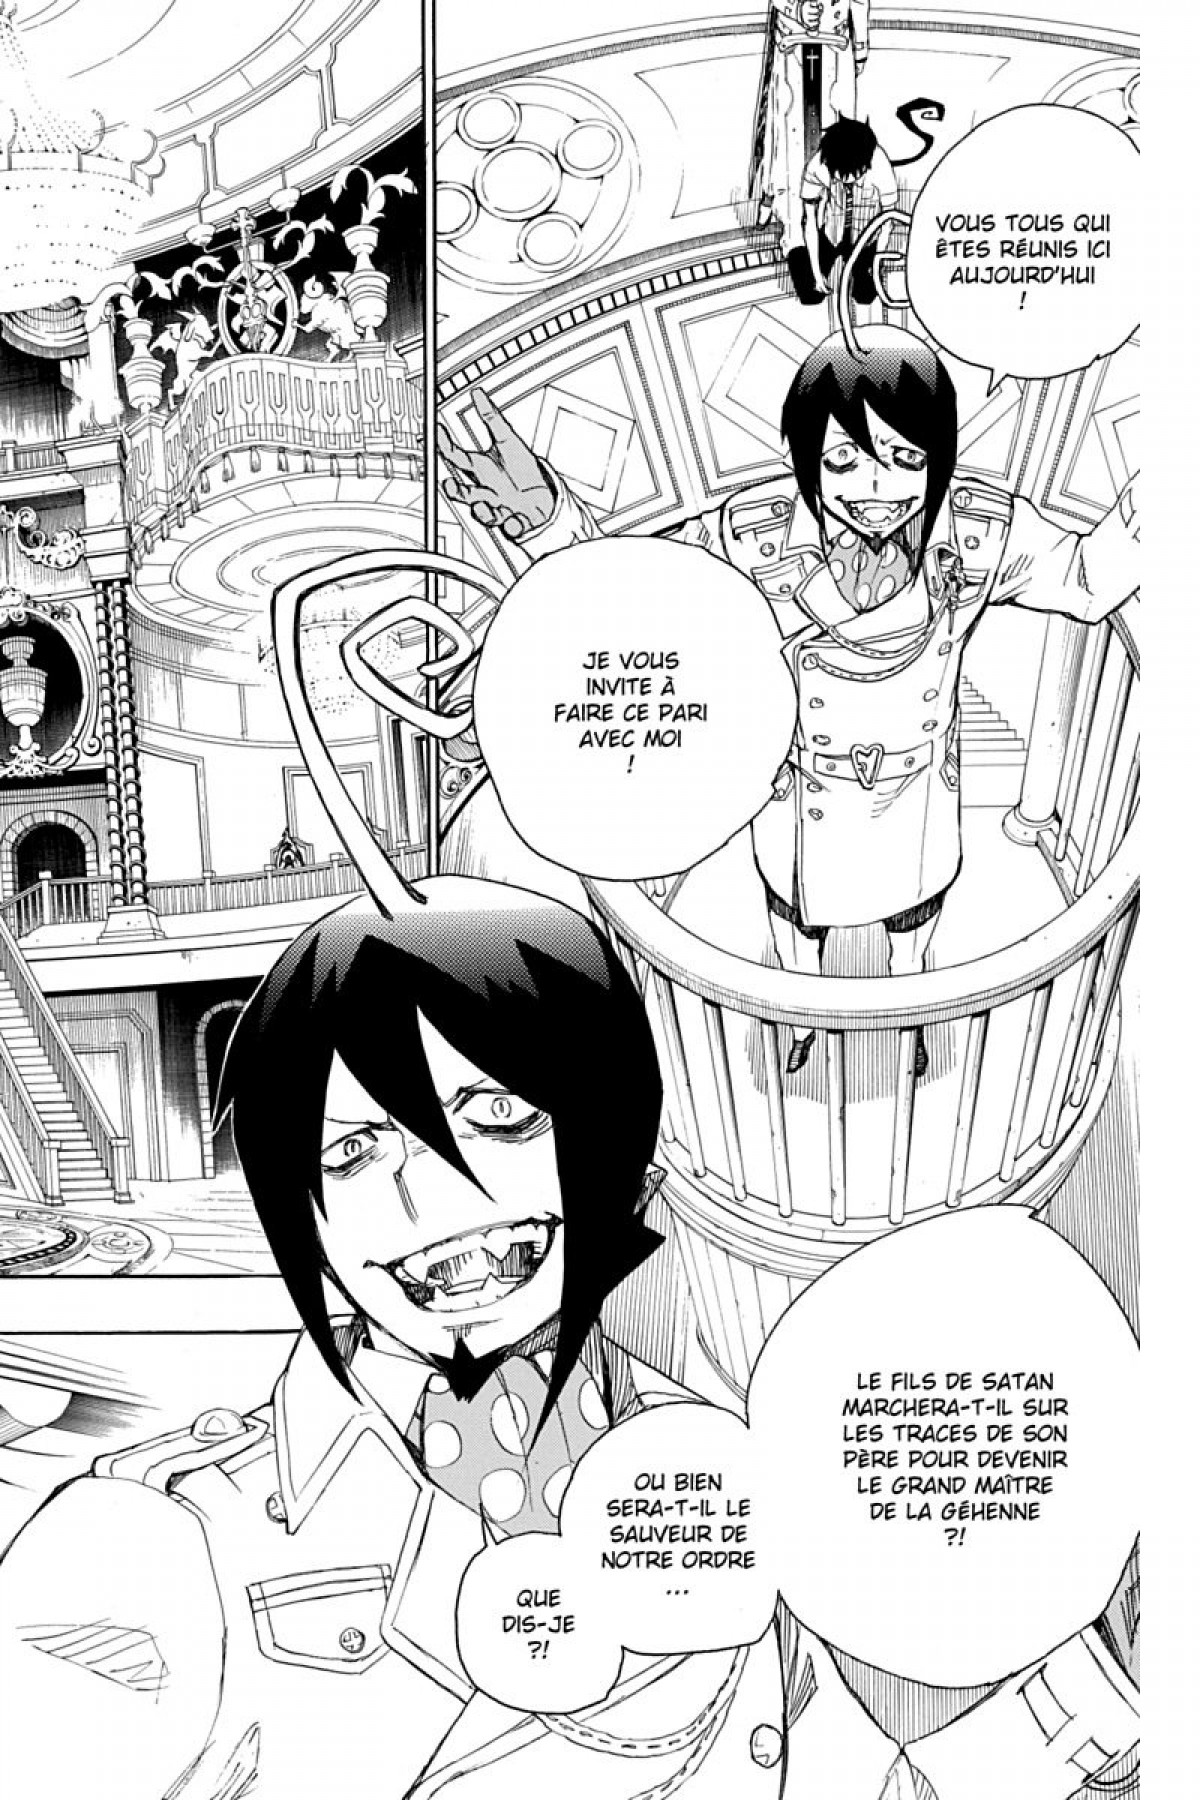 VOUS TOUS QUI
ÊTES RÉUNIS ICI
AUJOURD'HUI
!
JE VOUS
INVITE À
FAIRE CE PARI
AVEC MOI
!
LE FILS DE SATAN
MARCHERA-T-IL SUR
LES TRACES DE SON
PÈRE POUR DEVENIR
LE GRAND MAÎTRE
DE LA GÉHENNE
?!
OU BIEN
SERA-T-IL LE
SAUVEUR DE
NOTRE ORDRE
...
QUE
DIS-JE
?!